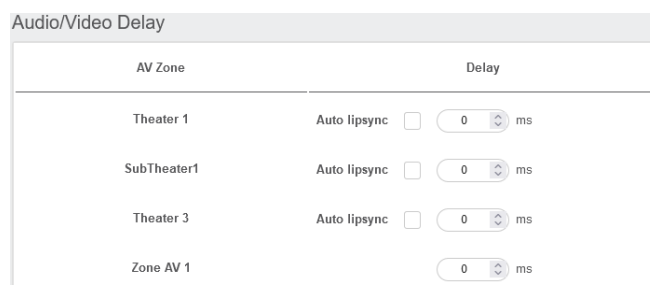 Audio/Video Delay
AV Zone Delay
Theater 1 Auto lipsync 0 ms
SubTheater1 Auto lipsync 0 ms
Theater 3 Auto lipsync 0 ms
Zone AV 1 0 ms